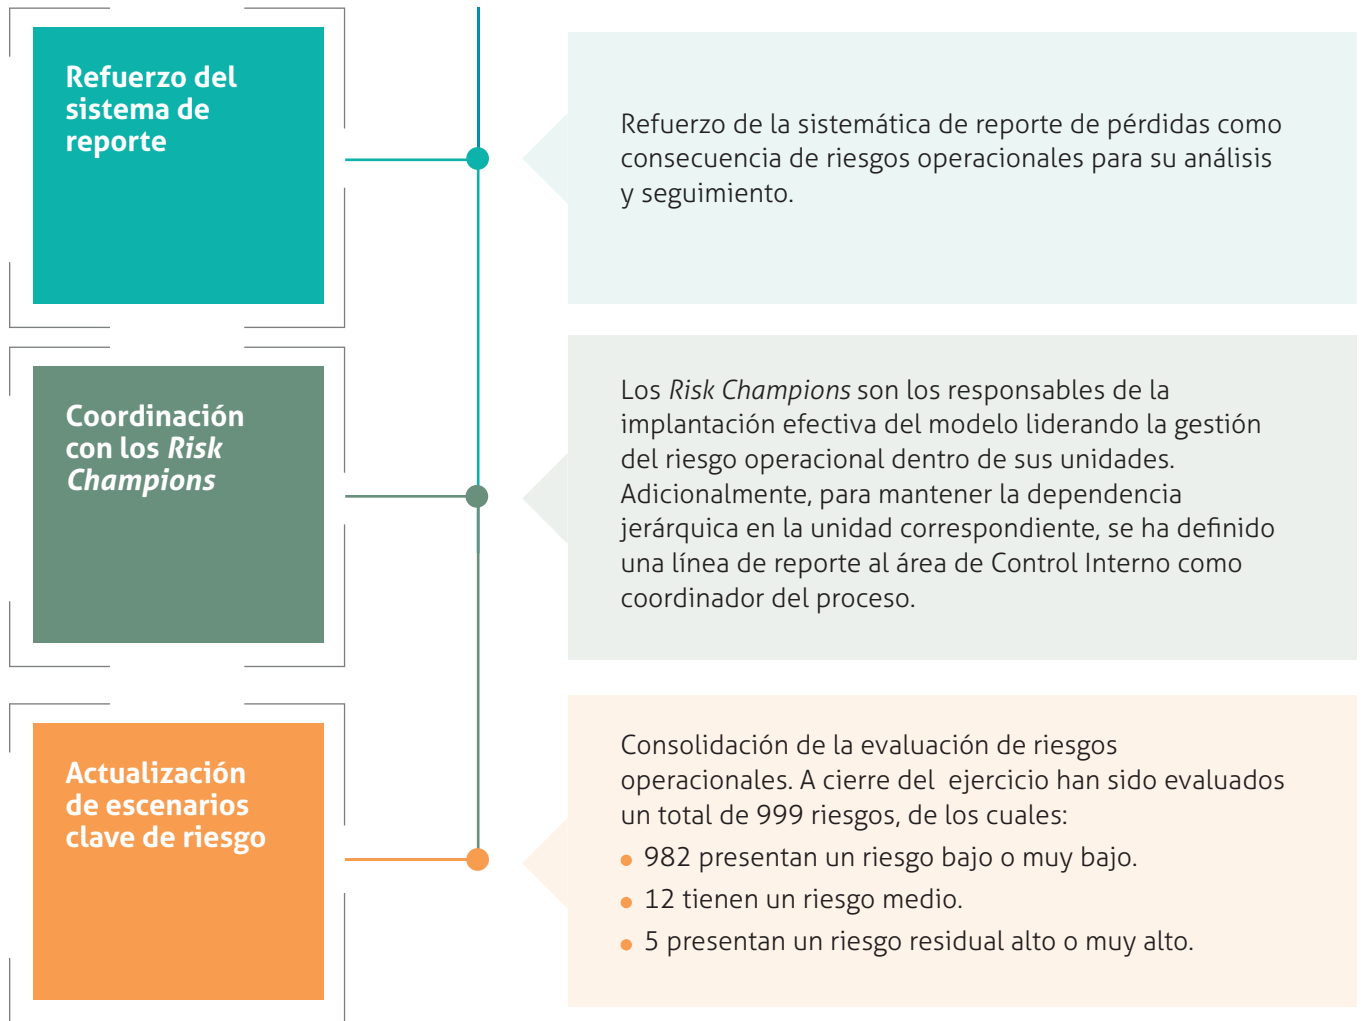 Refuerzo del
sistema de
reporte
Refuerzo de la sistemática de reporte de pérdidas como
consecuencia de riesgos operacionales para su análisis
y seguimiento.
Coordinación
con los Risk
Champions
Los Risk Champions son los responsables de la
implantación efectiva del modelo liderando la gestión
del riesgo operacional dentro de sus unidades.
Adicionalmente, para mantener la dependencia
jerárquica en la unidad correspondiente, se ha definido
una línea de reporte al área de Control Interno como
coordinador del proceso.
Actualización
de escenarios
clave de riesgo
Consolidación de la evaluación de riesgos
operacionales. A cierre del ejercicio han sido evaluados
un total de 999 riesgos, de los cuales:
• 982 presentan un riesgo bajo o muy bajo.
• 12 tienen un riesgo medio.
• 5 presentan un riesgo residual alto o muy alto.